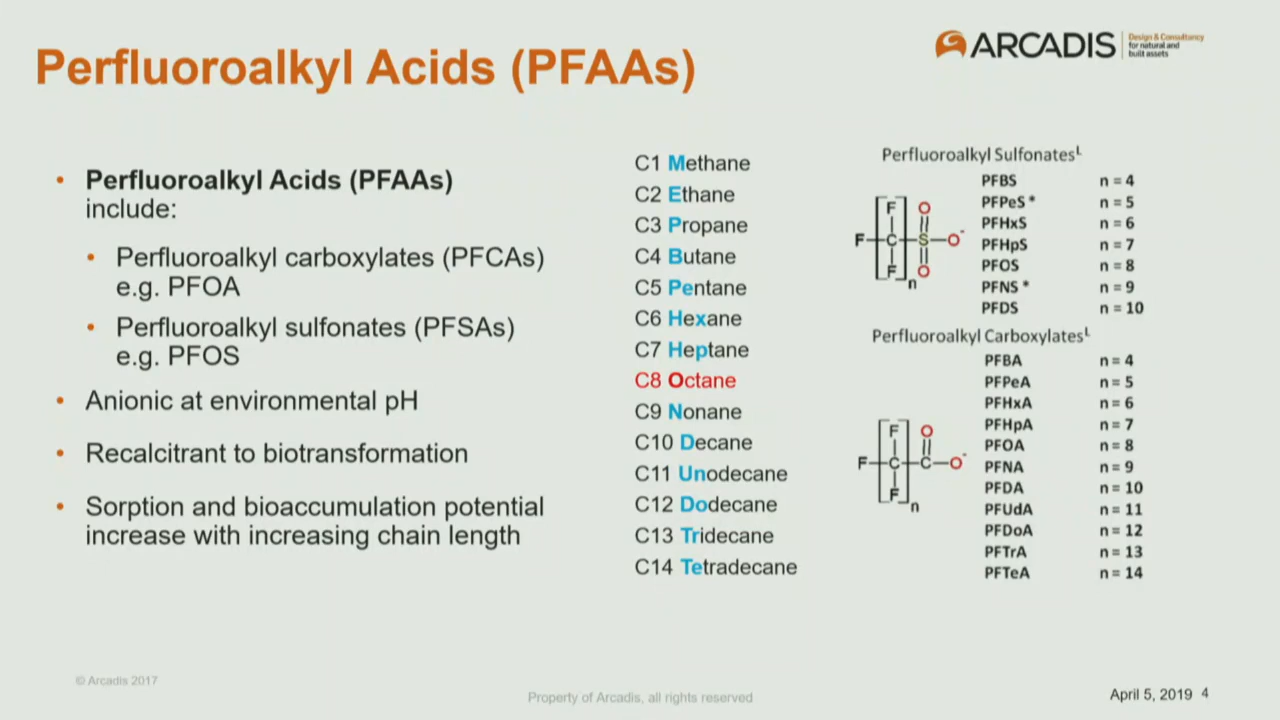 Perfluoroalkyl Acids (PFAAs)
ARCADIS
Design & Consultancy
for natural and
built assets
• Perfluoroalkyl Acids (PFAAs)
include:
• Perfluoroalkyl carboxylates (PFCAs)
e.g. PFOA
• Perfluoroalkyl sulfonates (PFSAs)
e.g. PFOS
• Anionic at environmental pH
• Recalcitrant to biotransformation
• Sorption and bioaccumulation potential
increase with increasing chain length
C1 Methane
C2 Ethane
C3 Propane
C4 Butane
C5 Pentane
C6 Hexane
C7 Heptane
C8 Octane
C9 Nonane
C10 Decane
C11 Unodecane
C12 Dodecane
C13 Tridecane
C14 Tetradecane
Perfluoroalkyl Sulfonates^L
F O
F C S O-
F O
n
PFBS n = 4
PFPeS * n = 5
PFHxS n = 6
PFHpS n = 7
PFOS n = 8
PFNS * n = 9
PFDS n = 10
Perfluoroalkyl Carboxylates^L
F O
F C C O-
F
n
PFBA n = 4
PFPeA n = 5
PFHxA n = 6
PFHpA n = 7
PFOA n = 8
PFNA n = 9
PFDA n = 10
PFUdA n = 11
PFDoA n = 12
PFTrA n = 13
PFTeA n = 14
© Arcadis 2017
Property of Arcadis, all rights reserved
April 5, 2019 4